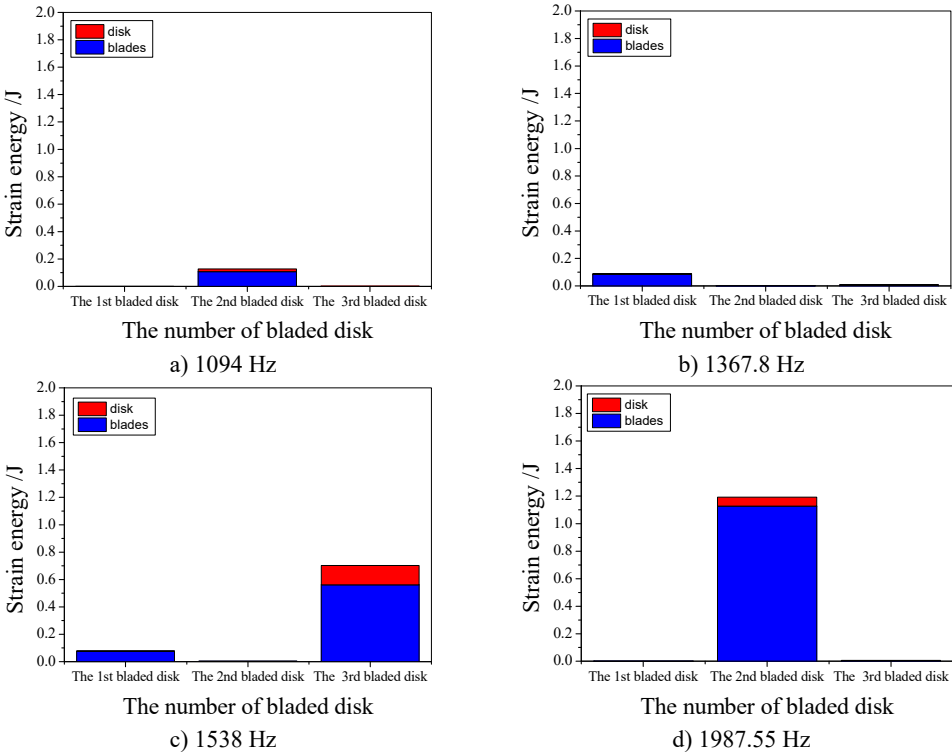 2.0
1.8
1.6
1.4
1.2
1.0
0.8
0.6
0.4
0.2
0.0
Strain energy /J
disk
blades
The 1st bladed disk The 2nd bladed disk The 3rd bladed disk
The number of bladed disk
a) 1094 Hz
2.0
1.8
1.6
1.4
1.2
1.0
0.8
0.6
0.4
0.2
0.0
Strain energy /J
disk
blades
The 1st bladed disk The 2nd bladed disk The 3rd bladed disk
The number of bladed disk
b) 1367.8 Hz
2.0
1.8
1.6
1.4
1.2
1.0
0.8
0.6
0.4
0.2
0.0
Strain energy /J
disk
blades
The 1st bladed disk The 2nd bladed disk The 3rd bladed disk
The number of bladed disk
c) 1538 Hz
2.0
1.8
1.6
1.4
1.2
1.0
0.8
0.6
0.4
0.2
0.0
Strain energy /J
disk
blades
The 1st bladed disk The 2nd bladed disk The 3rd bladed disk
The number of bladed disk
d) 1987.55 Hz